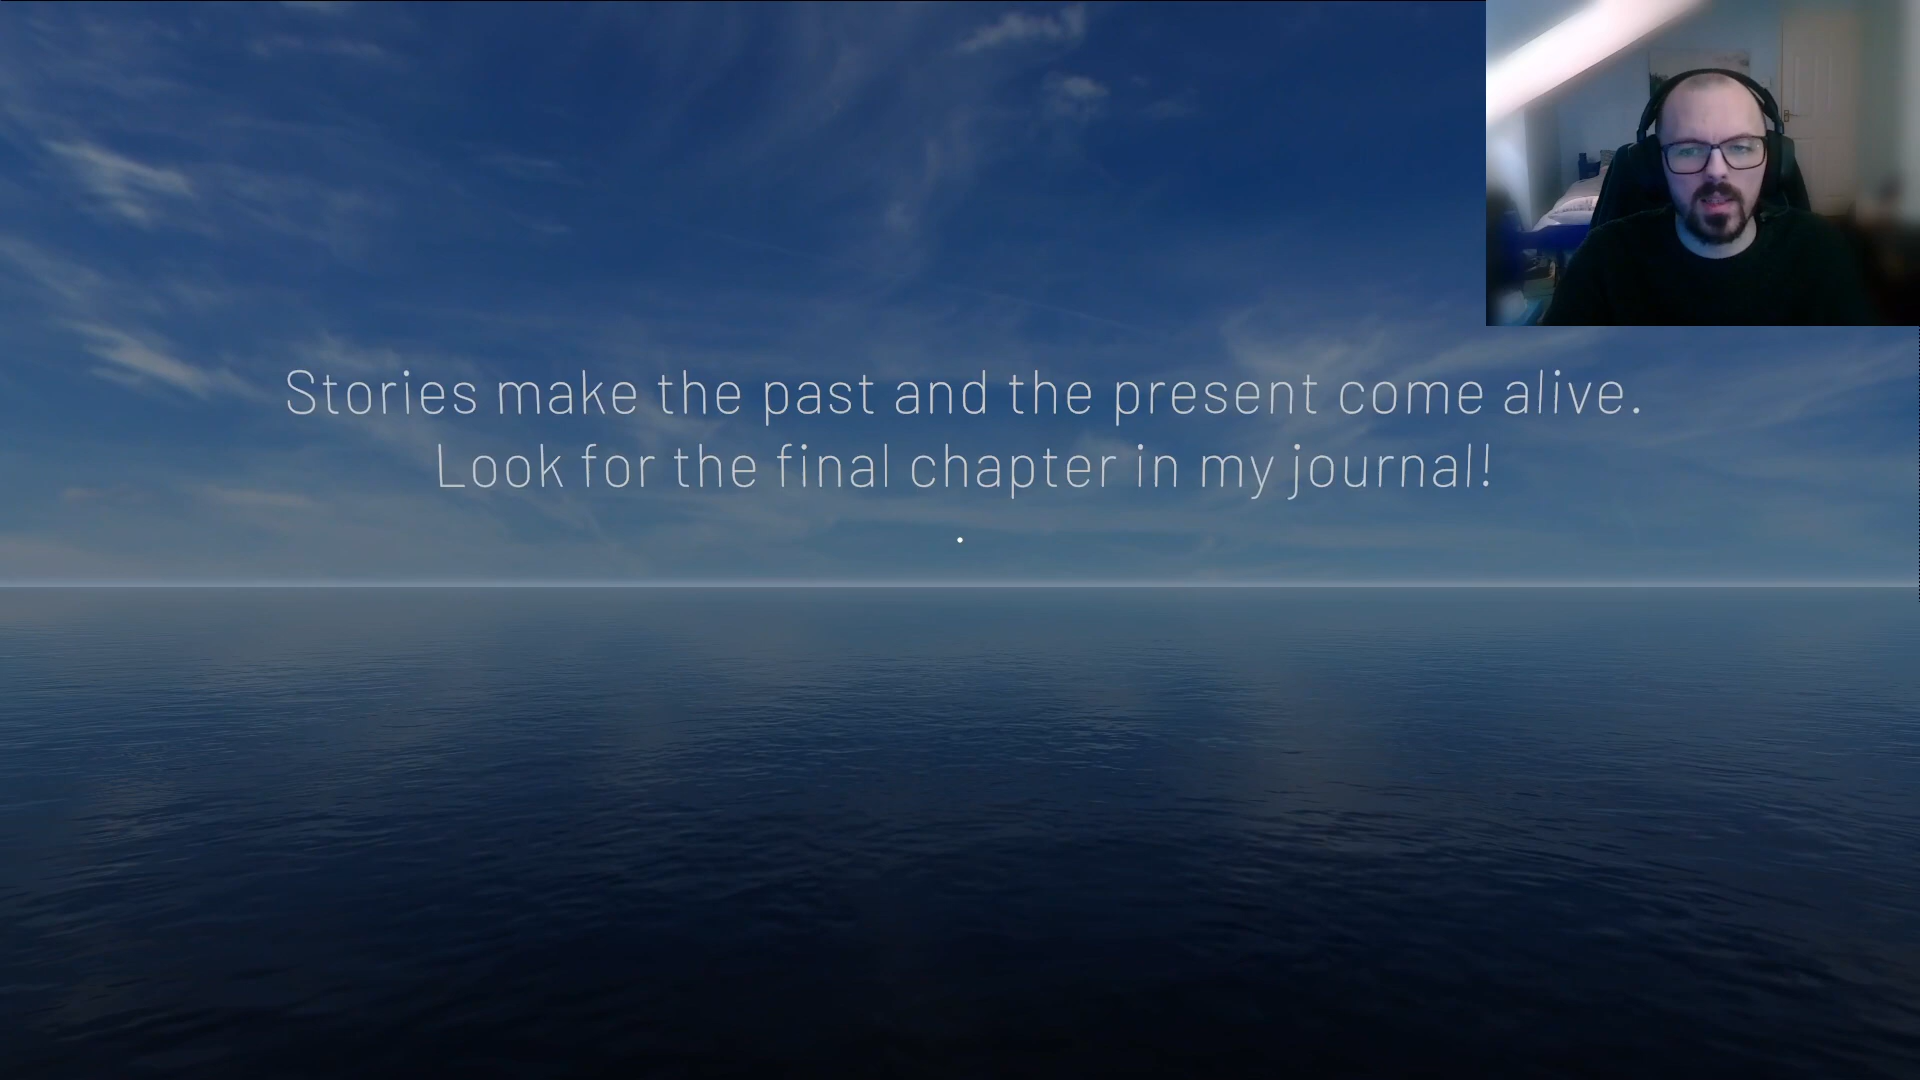 Stories make the past and the present come alive.
Look for the final chapter in my journal!